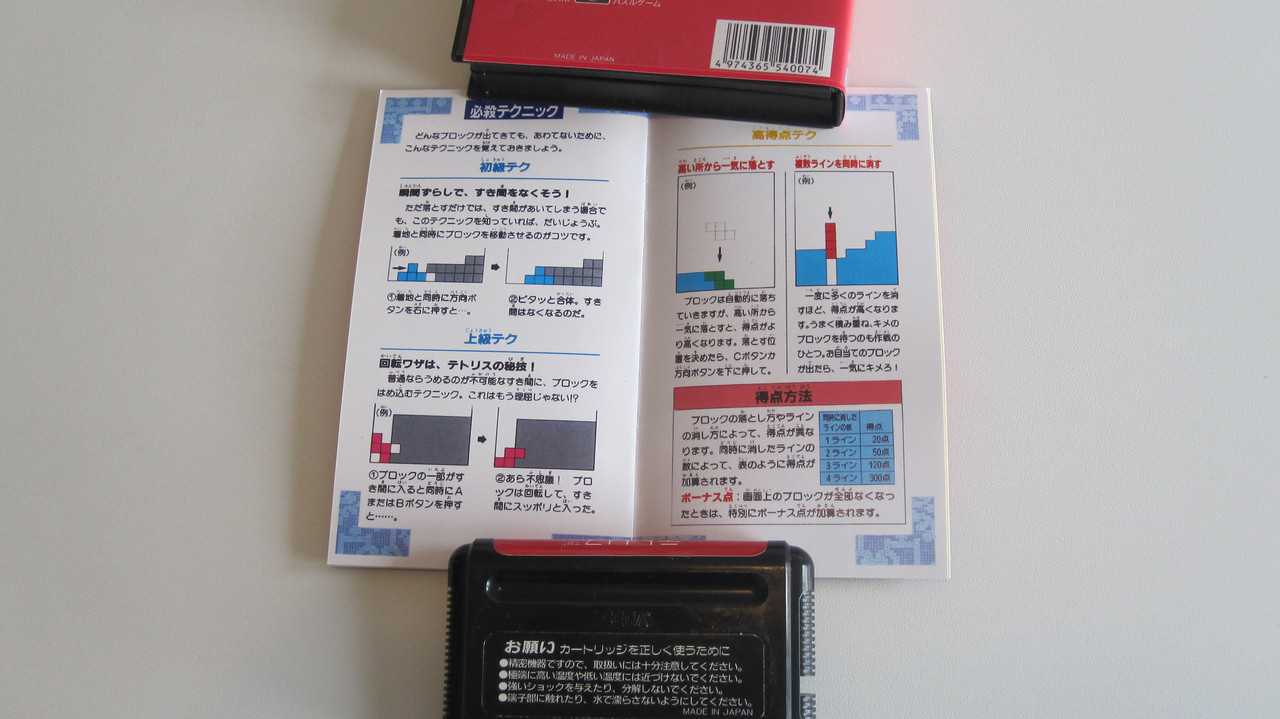 パズルゲーム
MADE IN JAPAN
4 974365 540074
必殺テクニック
どんなブロックが出てきても、あわてないために、
こんなテクニックを覚えておきましょう。
初級テク
瞬間ずらしで、すき間をなくそう！
ただ落とすだけでは、すき間があいてしまう場合で
も、このテクニックを知っていれば、だいじょうぶ。
着地と同時にブロックを移動させるのがコツです。
(例)
①着地と同時に方向ボ
タンを右に押すと…。
②ピタッと合体。すき
間はなくなるのだ。
上級テク
回転ワザは、テトリスの秘技！
普通ならうめるのが不可能なすき間に、ブロックを
はめ込むテクニック。これはもう理屈じゃない!?
(例)
①ブロックの一部がす
き間に入ると同時にA
またはBボタンを押す
と……。
②あら不思議！ ブロ
ックは回転して、すき
間にスッポリと入った。
高得点テク
高い所から一気に落とす
(例)
ブロックは自動的に落ち
ていきますが、高い所から
一気に落とすと、得点がよ
り高くなります。落とす位
置を決めたら、Cボタンか
方向ボタンを下に押して。
複数ラインを同時に消す
(例)
一度に多くのラインを消
すほど、得点が高くなりま
す。うまく積み重ね、キメの
ブロックを待つのも作戦の
ひとつ。お目当てのブロック
が出たら、一気にキメろ！
得点方法
ブロックの落とし方やライン
の消し方によって、得点が異な
ります。同時に消したラインの
数によって、表のように得点が
加算されます。
同時に消した
ラインの数 得点
1ライン 20点
2ライン 50点
3ライン 120点
4ライン 300点
ボーナス点：画面上のブロックが全部なくなっ
たときは、特別にボーナス点が加算されます。
SEGA
お願い カートリッジを正しく使うために
●精密機器ですので、取扱いには十分注意してください。
●極端に高い温度や低い温度には近づけないでください。
●強いショックを与えたり、分解しないでください。
●端子部に触れたり、水で濡らさないようにしてください。
MADE IN JAPAN